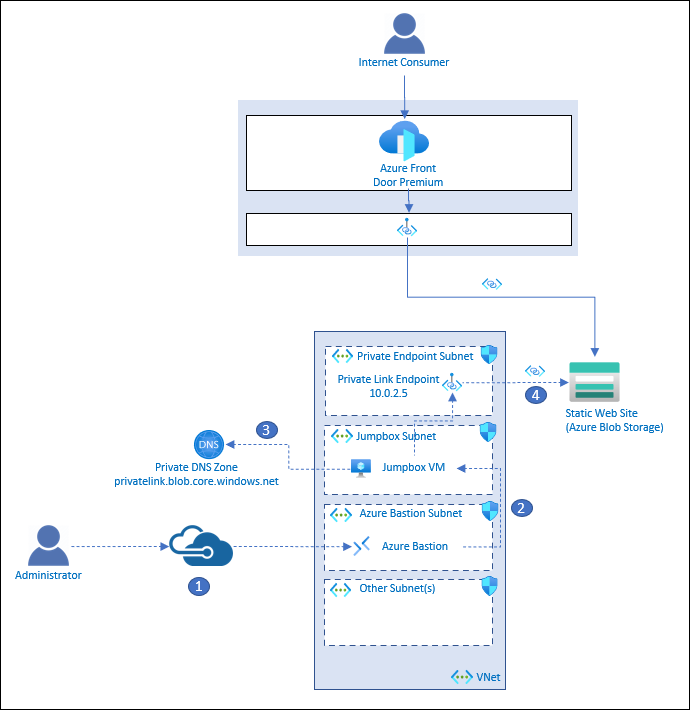 Internet Consumer
Azure Front
Door Premium
Private Endpoint Subnet
Private Link Endpoint
10.0.2.5
4
Static Web Site
(Azure Blob Storage)
Jumpbox Subnet
3
DNS
Jumpbox VM
Private DNS Zone
privatelink.blob.core.windows.net
2
Azure Bastion Subnet
Azure Bastion
Administrator
1
Other Subnet(s)
VNet